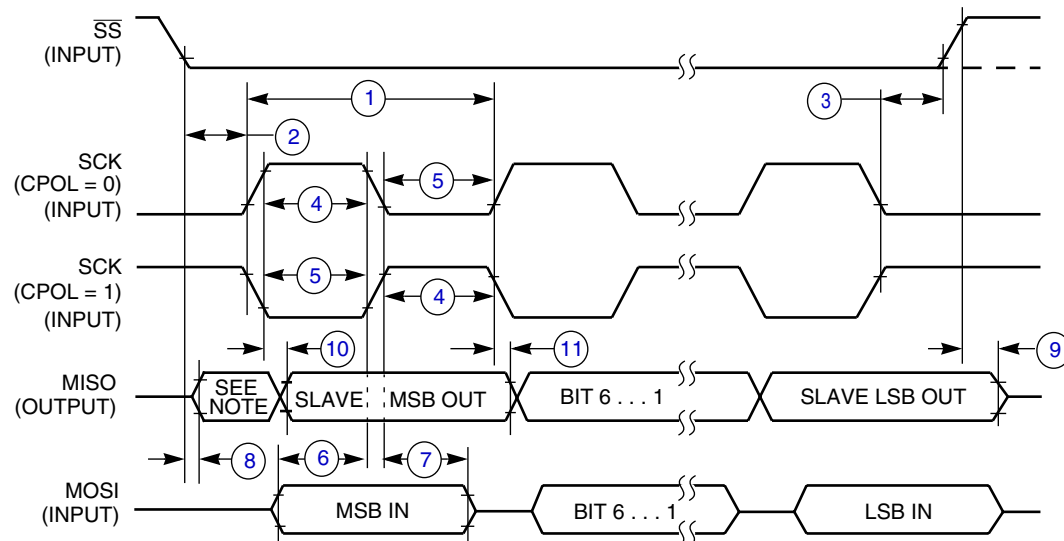 SS
(INPUT)
1
3
2
SCK
(CPOL = 0)
(INPUT)
5
4
SCK
(CPOL = 1)
(INPUT)
5
4
10
11
9
MISO
(OUTPUT)
SEE
NOTE
SLAVE
MSB OUT
BIT 6 . . . 1
SLAVE LSB OUT
8
6
7
MOSI
(INPUT)
MSB IN
BIT 6 . . . 1
LSB IN